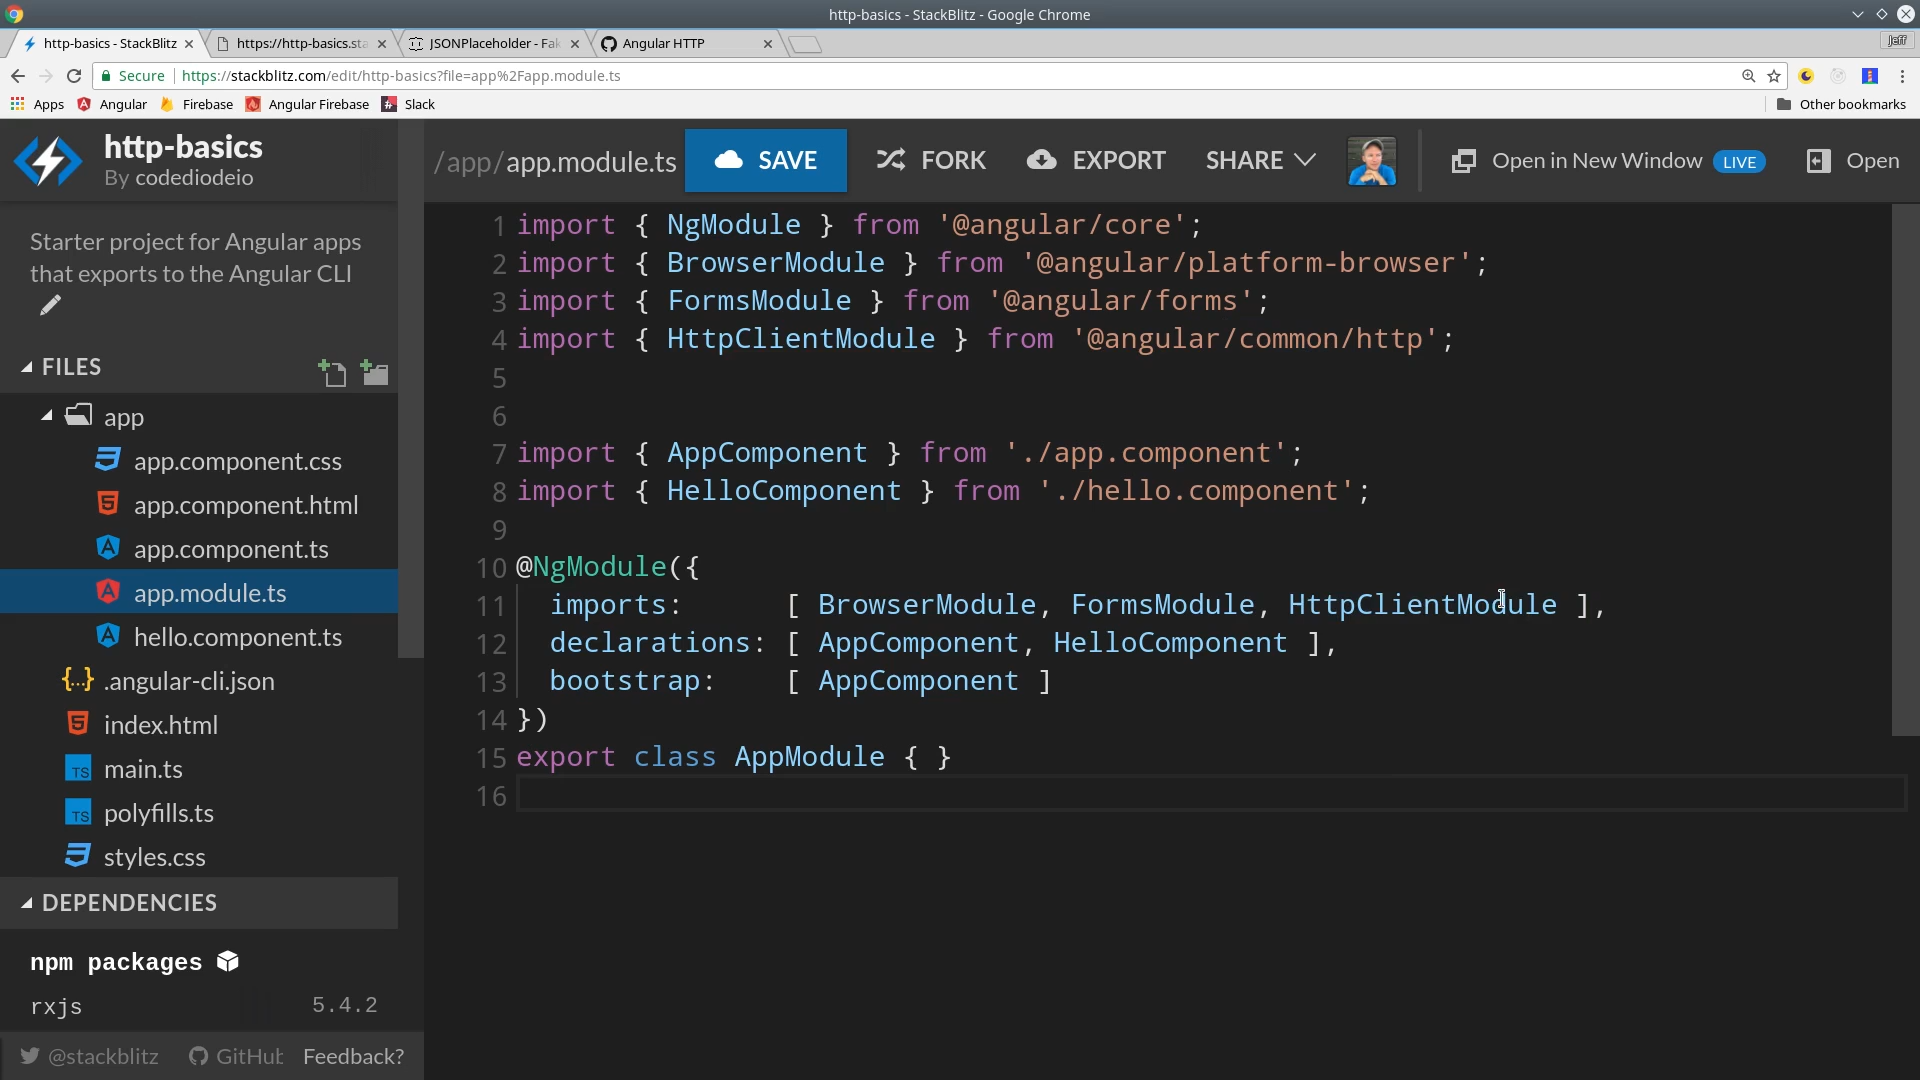 http-basics - StackBlitz - Google Chrome
http-basics - StackBlitz
https://http-basics.sta
JSONPlaceholder - Fak
Angular HTTP
Jeff
Secure
https://stackblitz.com/edit/http-basics?file=app%2Fapp.module.ts
Apps
Angular
Firebase
Angular Firebase
Slack
Other bookmarks
http-basics
By codediodeio
/app/app.module.ts
SAVE
FORK
EXPORT
SHARE
Open in New Window
LIVE
Open
Starter project for Angular apps
that exports to the Angular CLI
FILES
app
app.component.css
app.component.html
app.component.ts
app.module.ts
hello.component.ts
{...} .angular-cli.json
index.html
TS main.ts
TS polyfills.ts
styles.css
DEPENDENCIES
npm packages
rxjs 5.4.2
@stackblitz
GitHub
Feedback?
1 import { NgModule } from '@angular/core';
2 import { BrowserModule } from '@angular/platform-browser';
3 import { FormsModule } from '@angular/forms';
4 import { HttpClientModule } from '@angular/common/http';
5
6
7 import { AppComponent } from './app.component';
8 import { HelloComponent } from './hello.component';
9
10 @NgModule({
11 imports: [ BrowserModule, FormsModule, HttpClientModule ],
12 declarations: [ AppComponent, HelloComponent ],
13 bootstrap: [ AppComponent ]
14 })
15 export class AppModule { }
16